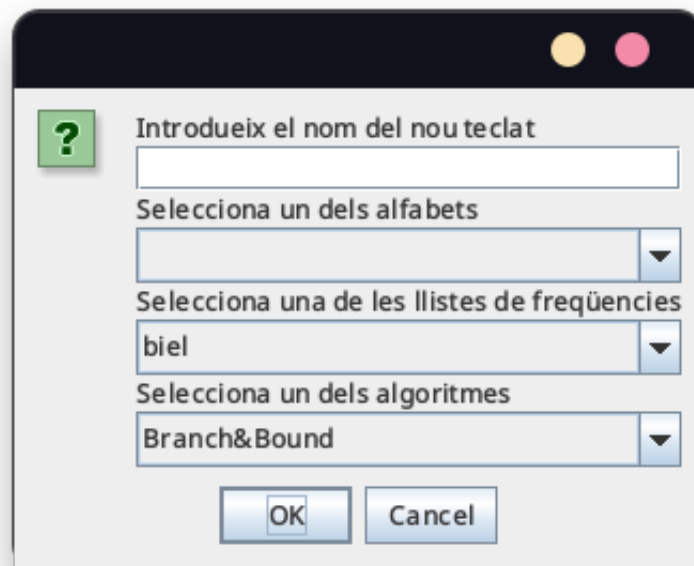 ?
Introdueix el nom del nou teclat
Selecciona un dels alfabets
Selecciona una de les llistes de freqüencies
biel
Selecciona un dels algoritmes
Branch&Bound
OK Cancel